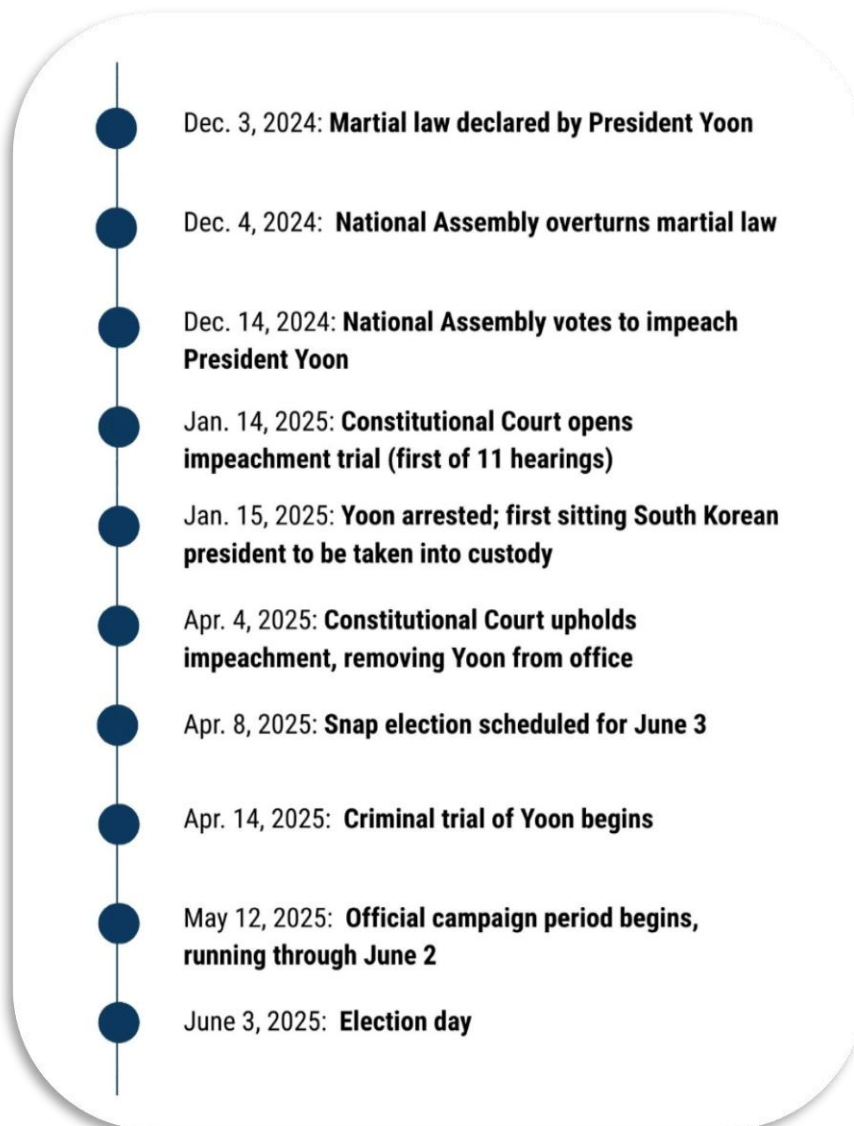 Dec. 3, 2024: Martial law declared by President Yoon
Dec. 4, 2024: National Assembly overturns martial law
Dec. 14, 2024: National Assembly votes to impeach
President Yoon
Jan. 14, 2025: Constitutional Court opens
impeachment trial (first of 11 hearings)
Jan. 15, 2025: Yoon arrested; first sitting South Korean
president to be taken into custody
Apr. 4, 2025: Constitutional Court upholds
impeachment, removing Yoon from office
Apr. 8, 2025: Snap election scheduled for June 3
Apr. 14, 2025: Criminal trial of Yoon begins
May 12, 2025: Official campaign period begins,
running through June 2
June 3, 2025: Election day